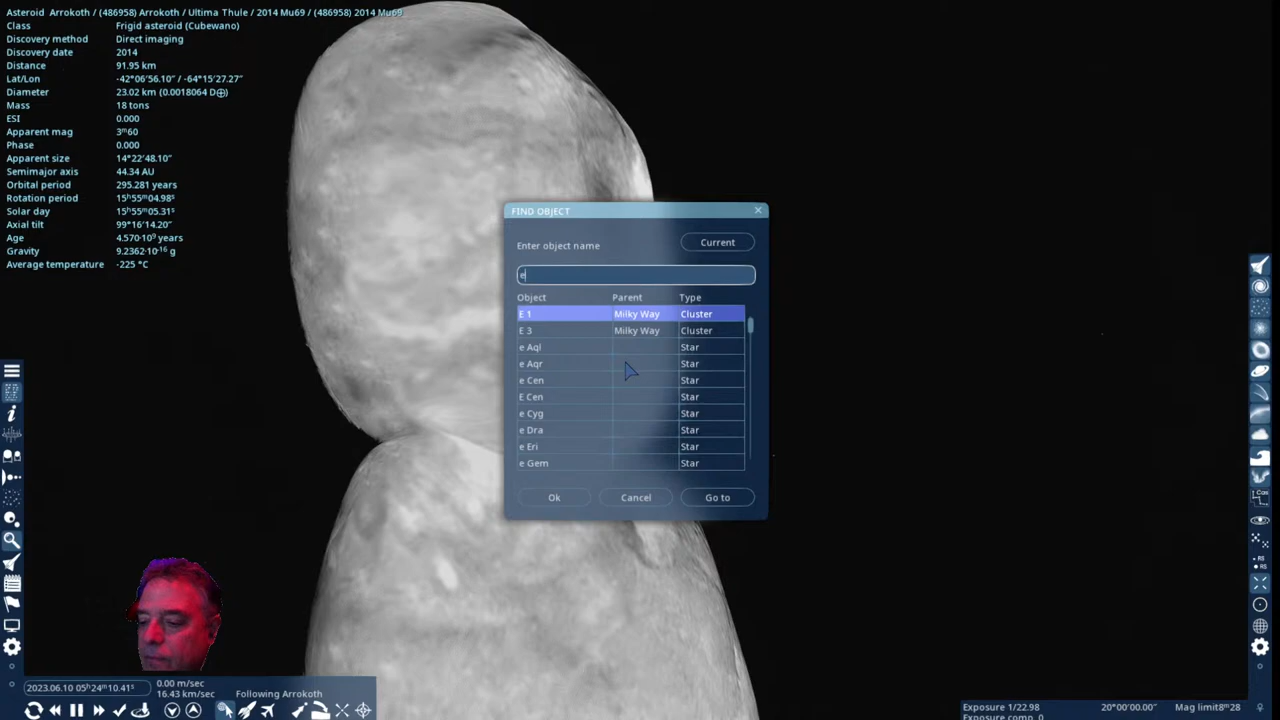 Asteroid Arrokoth / (486958) Arrokoth / Ultima Thule / 2014 Mu69 / (486958) 2014 Mu69
Class Frigid asteroid (Cubewano)
Discovery method Direct imaging
Discovery date 2014
Distance 91.95 km
Lat/Lon -42°06'56.10" / -64°15'27.27"
Diameter 23.02 km (0.0018064 D⊕)
Mass 18 tons
ESI 0.000
Apparent mag 3ᵐ60
Phase 0.000
Apparent size 14°22'48.10"
Semimajor axis 44.34 AU
Orbital period 295.281 years
Rotation period 15ʰ55ᵐ04.98ˢ
Solar day 15ʰ55ᵐ05.31ˢ
Axial tilt 99°16'14.20"
Age 4.570·10⁹ years
Gravity 9.2362·10⁻¹⁶ g
Average temperature -225 °C
FIND OBJECT
Enter object name Current
e
Object Parent Type
E 1 Milky Way Cluster
E 3 Milky Way Cluster
e Aql Star
e Aqr Star
e Cen Star
E Cen Star
e Cyg Star
e Dra Star
e Eri Star
e Gem Star
Ok Cancel Go to
Cas
RS
RS
2023.06.10 05ʰ24ᵐ10.41ˢ
0.00 m/sec
16.43 km/sec Following Arrokoth
Exposure 1/22.98 20°00'00.00" Mag limit8ᵐ28
Exposure comp 0